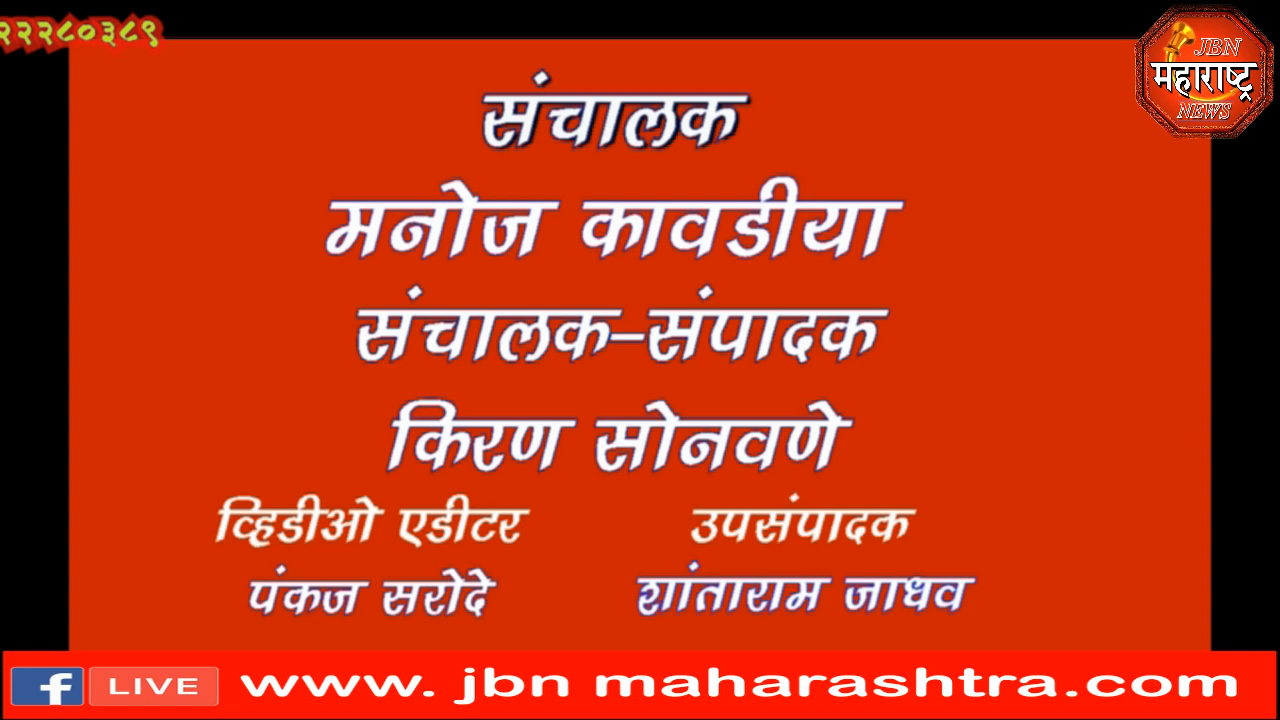 २२२८०३८९
JBN
महाराष्ट्र
NEWS
संचालक
मनोज कावडीया
संचालक-संपादक
किरण सोनवणे
व्हिडीओ एडीटर उपसंपादक
पंकज सरोदे शांताराम जाधव
f LIVE www. jbn maharashtra.com